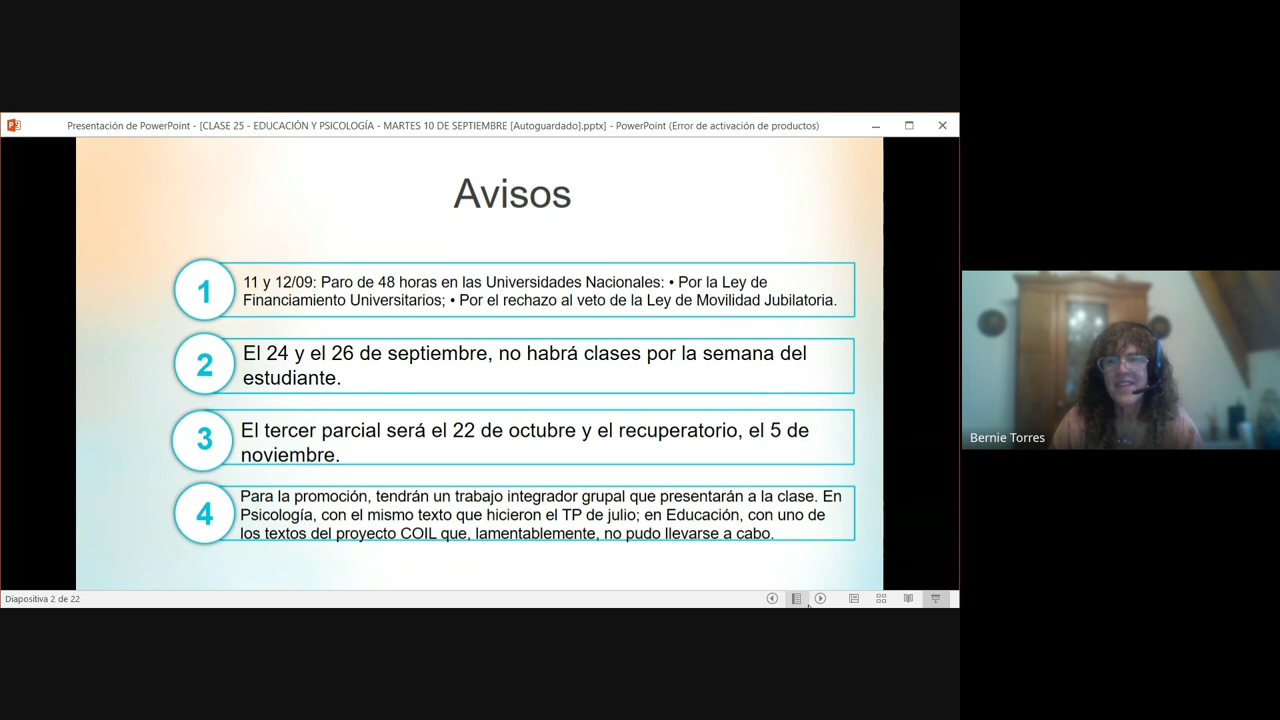 Presentación de PowerPoint - [CLASE 25 - EDUCACIÓN Y PSICOLOGÍA - MARTES 10 DE SEPTIEMBRE [Autoguardado].pptx] - PowerPoint (Error de activación de productos)
Avisos
1
11 y 12/09: Paro de 48 horas en las Universidades Nacionales: • Por la Ley de
Financiamiento Universitarios; • Por el rechazo al veto de la Ley de Movilidad Jubilatoria.
2
El 24 y el 26 de septiembre, no habrá clases por la semana del
estudiante.
3
El tercer parcial será el 22 de octubre y el recuperatorio, el 5 de
noviembre.
4
Para la promoción, tendrán un trabajo integrador grupal que presentarán a la clase. En
Psicología, con el mismo texto que hicieron el TP de julio; en Educación, con uno de
los textos del proyecto COIL que, lamentablemente, no pudo llevarse a cabo.
Bernie Torres
Diapositiva 2 de 22